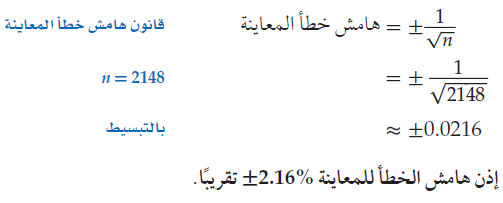 هامش خطأ المعاينة = ±1/√n قانون هامش خطأ المعاينة
= ±1/√2148 n = 2148
≈ ±0.0216 بالتبسيط
إذن هامش الخطأ للمعاينة ±2.16% تقريبًا.